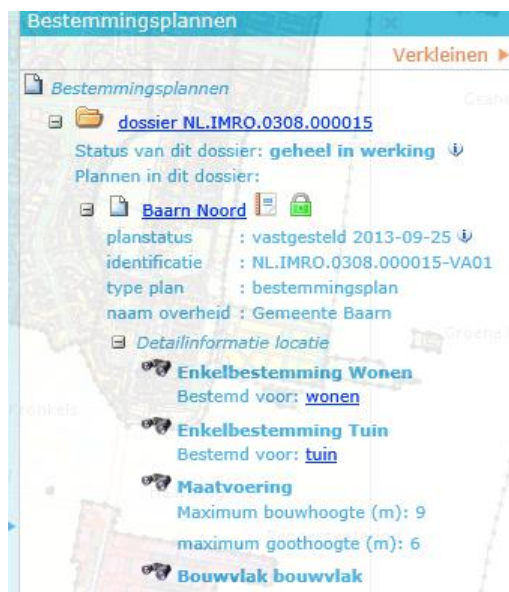 Bestemmingsplannen
Verkleinen
Bestemmingsplannen
dossier NL.IMRO.0308.000015
Status van dit dossier: geheel in werking
Plannen in dit dossier:
Baarn Noord
planstatus : vastgesteld 2013-09-25
identificatie : NL.IMRO.0308.000015-VA01
type plan : bestemmingsplan
naam overheid : Gemeente Baarn
Detailinformatie locatie
Enkelbestemming Wonen
Bestemd voor: wonen
Enkelbestemming Tuin
Bestemd voor: tuin
Maatvoering
Maximum bouwhoogte (m): 9
maximum goothoogte (m): 6
Bouwvlak bouwvlak